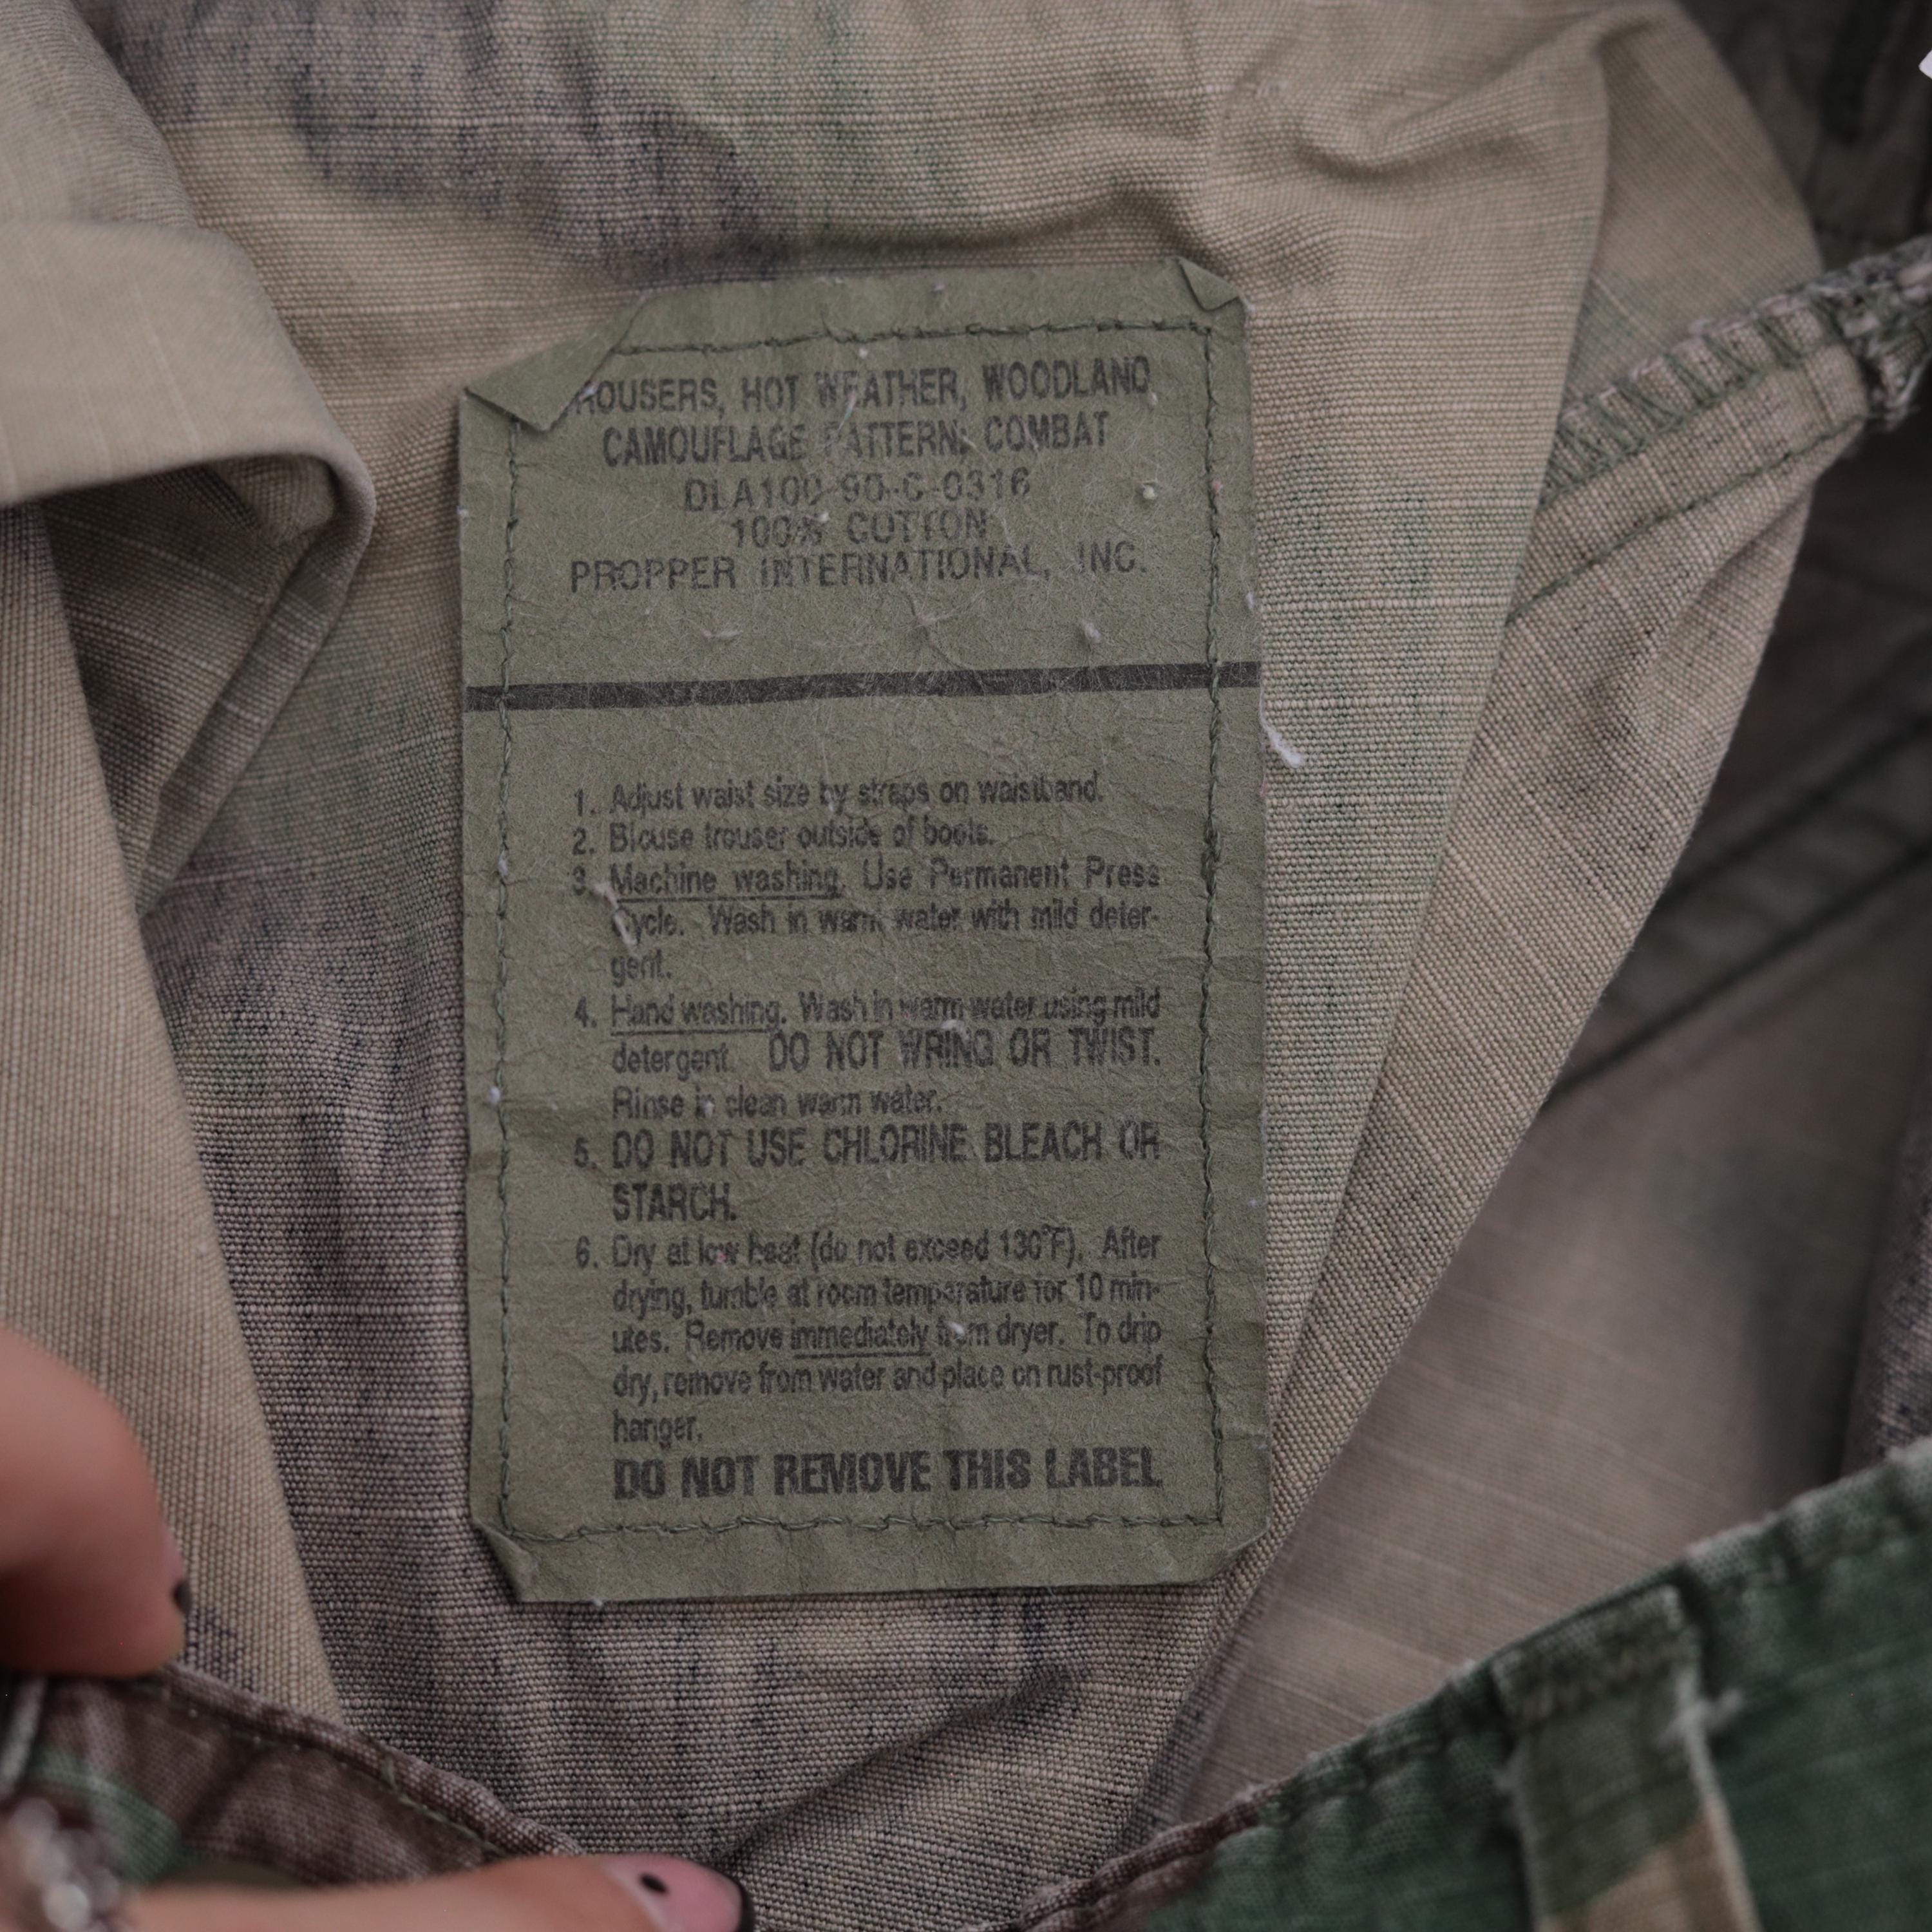 ROUSERS, HOT WEATHER, WOODLAND
CAMOUFLAGE PATTERN: COMBAT
DLA100-90-C-0316
100% COTTON
PROPPER INTERNATIONAL, INC.
1. Adjust waist size by straps on waistband.
2. Blouse trouser outside of boots.
3. Machine washing. Use Permanent Press
Cycle. Wash in warm water with mild deter-
gent.
4. Hand washing. Wash in warm water using mild
detergent. DO NOT WRING OR TWIST.
Rinse in clean warm water.
5. DO NOT USE CHLORINE BLEACH OR
STARCH.
6. Dry at low heat (do not exceed 130°F). After
drying, tumble at room temperature for 10 min-
utes. Remove immediately from dryer. To drip
dry, remove from water and place on rust-proof
hanger.
DO NOT REMOVE THIS LABEL